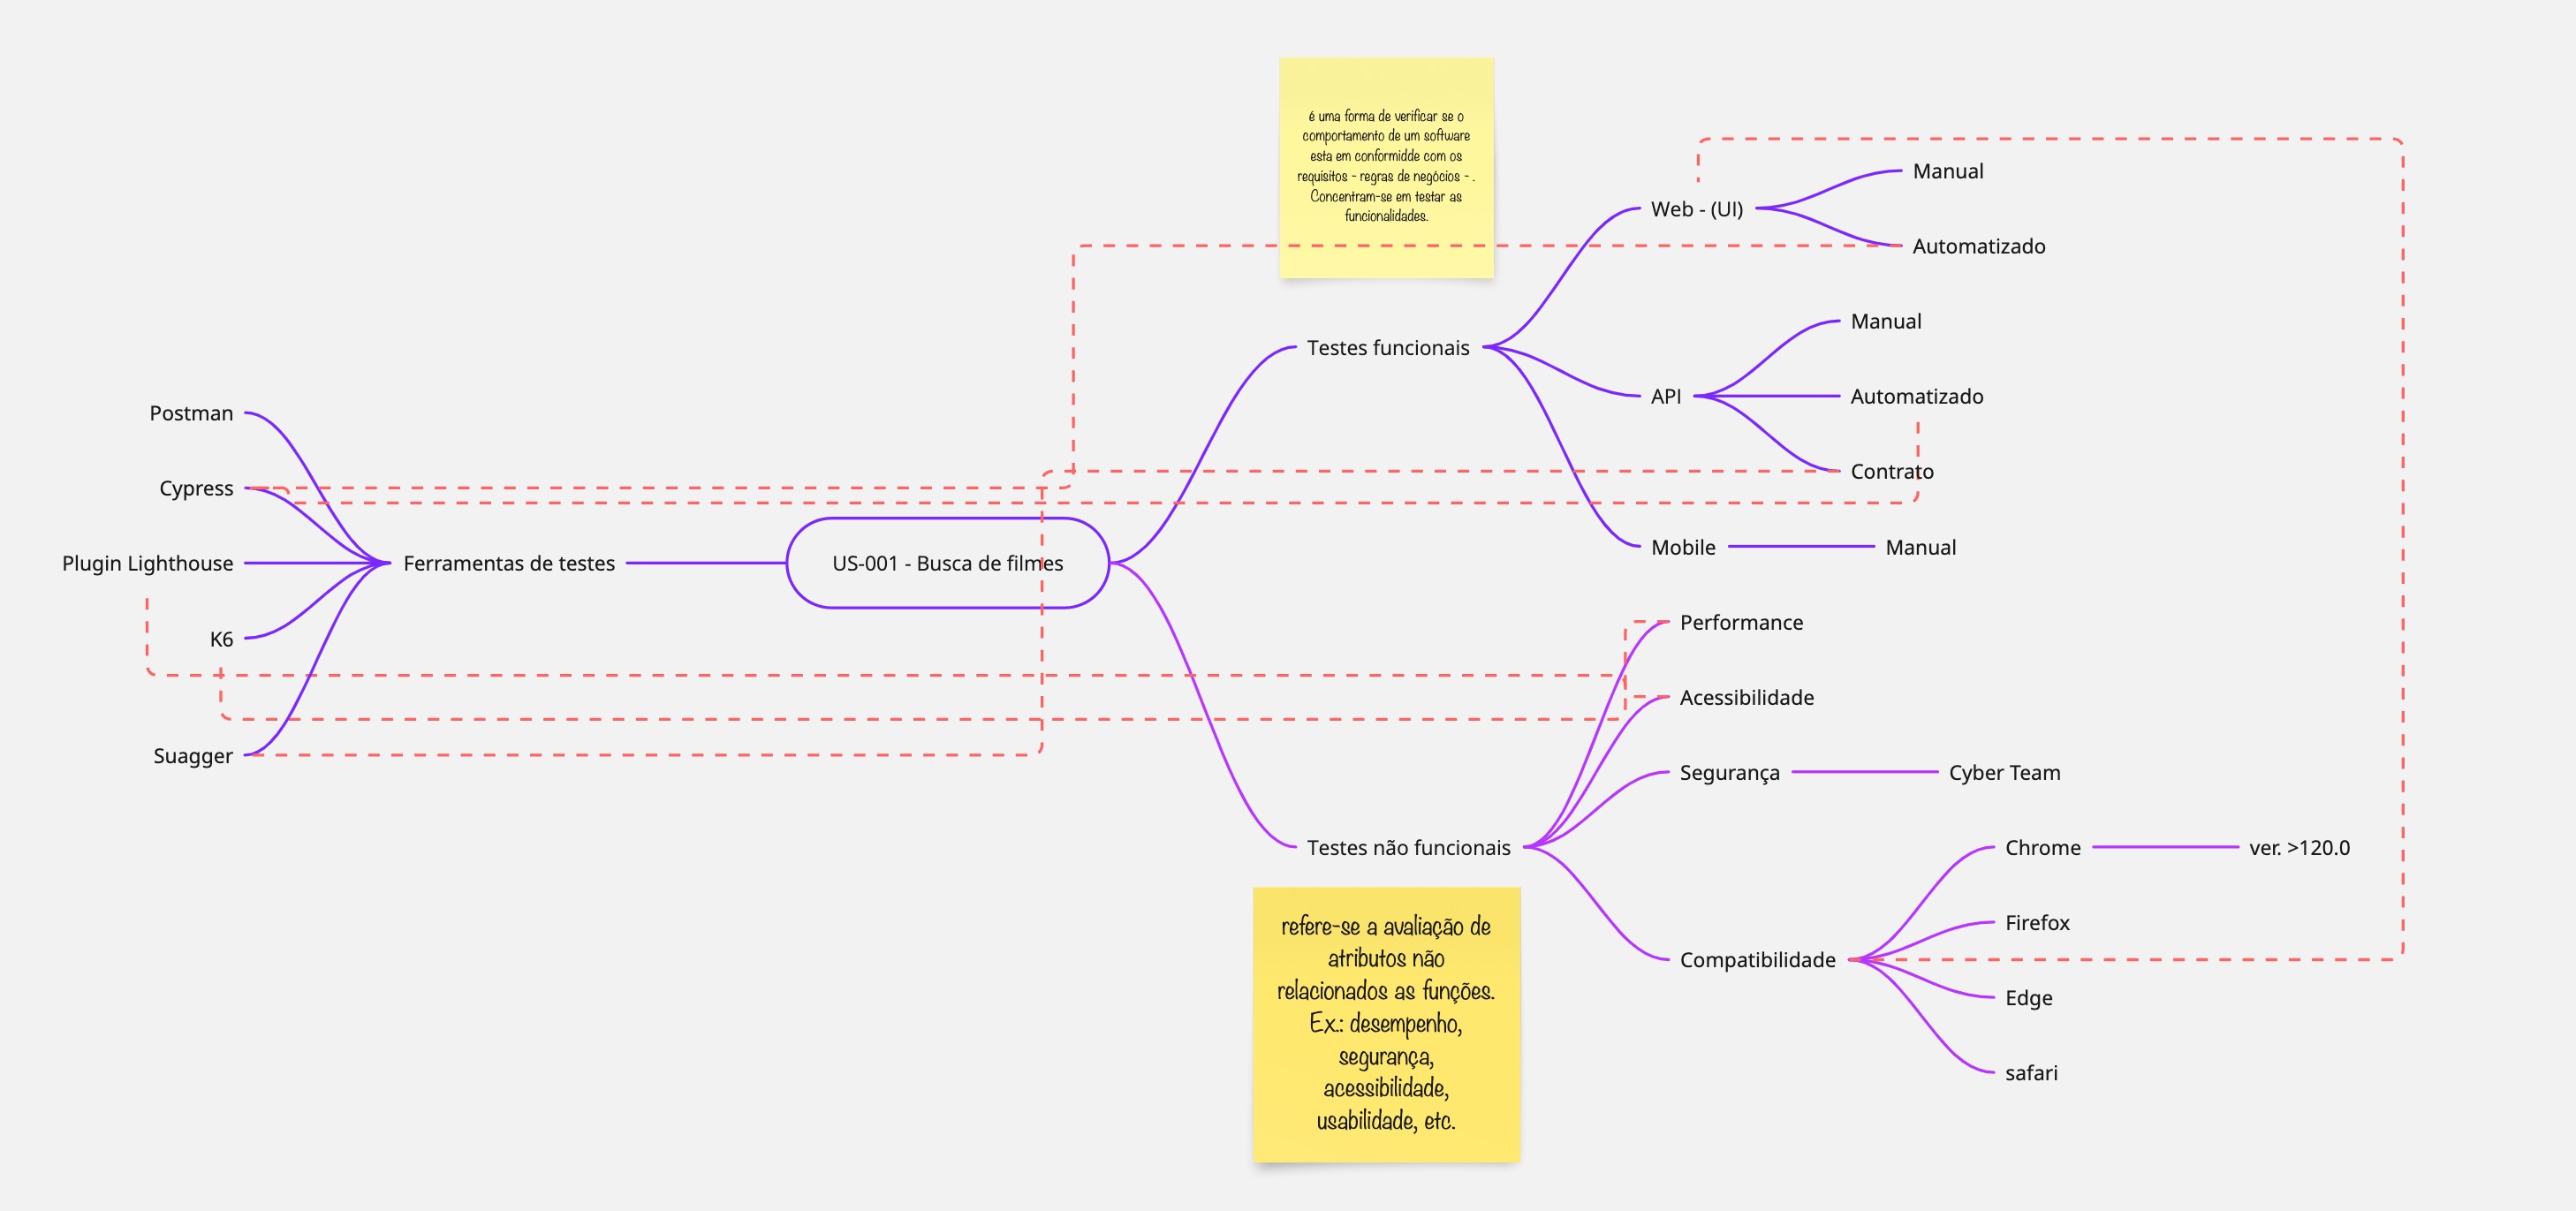 é uma forma de verificar se o
comportamento de um software
esta em conformidde com os
requisitos - regras de negócios - .
Concentram-se em testar as
funcionalidades.
Manual
Web - (UI)
Automatizado
Manual
Testes funcionais
API
Automatizado
Contrato
Mobile
Manual
Postman
Cypress
Plugin Lighthouse
Ferramentas de testes
US-001 - Busca de filmes
K6
Suagger
Performance
Acessibilidade
Segurança
Cyber Team
Testes não funcionais
Chrome
ver. >120.0
Firefox
Compatibilidade
Edge
safari
refere-se a avaliação de
atributos não
relacionados as funções.
Ex.: desempenho,
segurança,
acessibilidade,
usabilidade, etc.